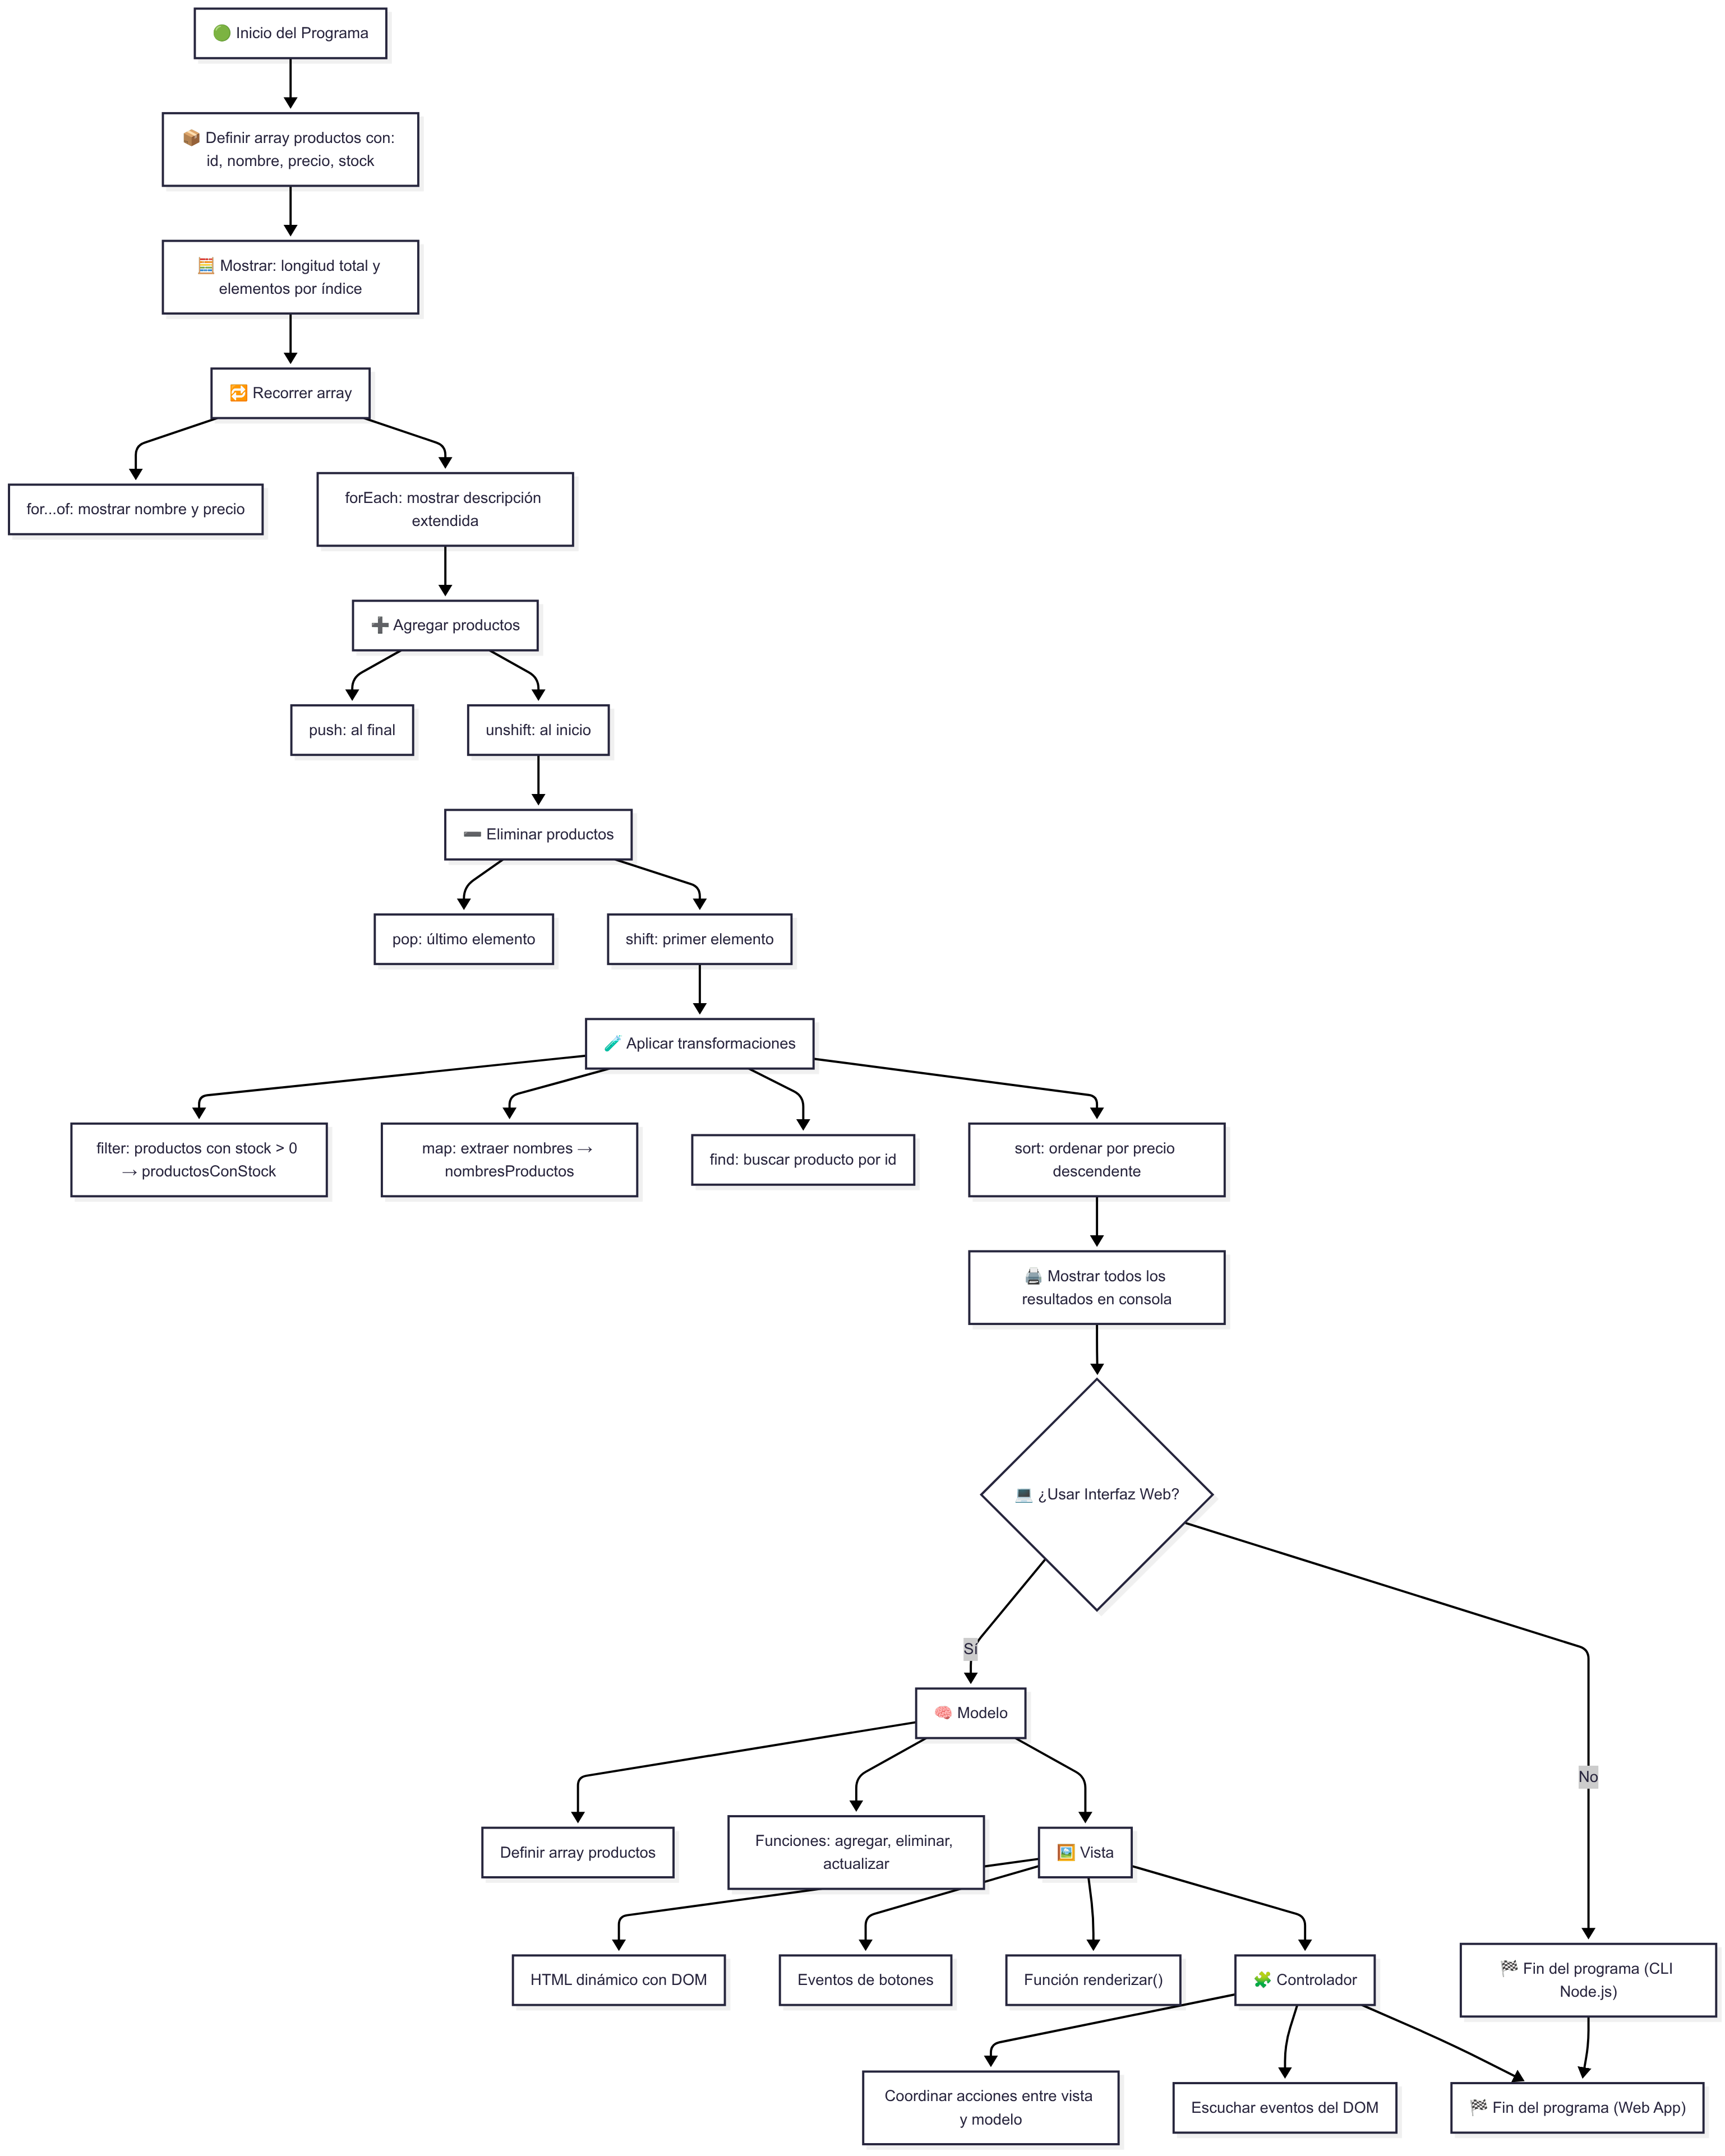 🟢 Inicio del Programa
📦 Definir array productos con:
id, nombre, precio, stock
🧮 Mostrar: longitud total y
elementos por índice
🔁 Recorrer array
for...of: mostrar nombre y precio
forEach: mostrar descripción
extendida
➕ Agregar productos
push: al final
unshift: al inicio
➖ Eliminar productos
pop: último elemento
shift: primer elemento
🧪 Aplicar transformaciones
filter: productos con stock > 0
→ productosConStock
map: extraer nombres →
nombresProductos
find: buscar producto por id
sort: ordenar por precio
descendente
🖨️ Mostrar todos los
resultados en consola
💻 ¿Usar Interfaz Web?
Sí
No
🧠 Modelo
Definir array productos
Funciones: agregar, eliminar,
actualizar
🖼️ Vista
HTML dinámico con DOM
Eventos de botones
Función renderizar()
🧩 Controlador
🏁 Fin del programa (CLI
Node.js)
Coordinar acciones entre vista
y modelo
Escuchar eventos del DOM
🏁 Fin del programa (Web App)